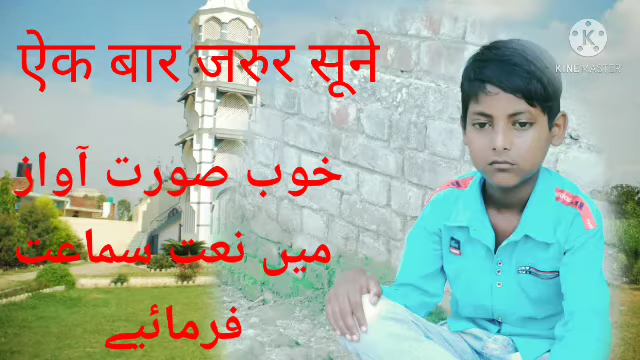 ऐक बार जरुर सूने
خوب صورت آواز
میں نعت سماعت
فرمائیے
KINEMASTER